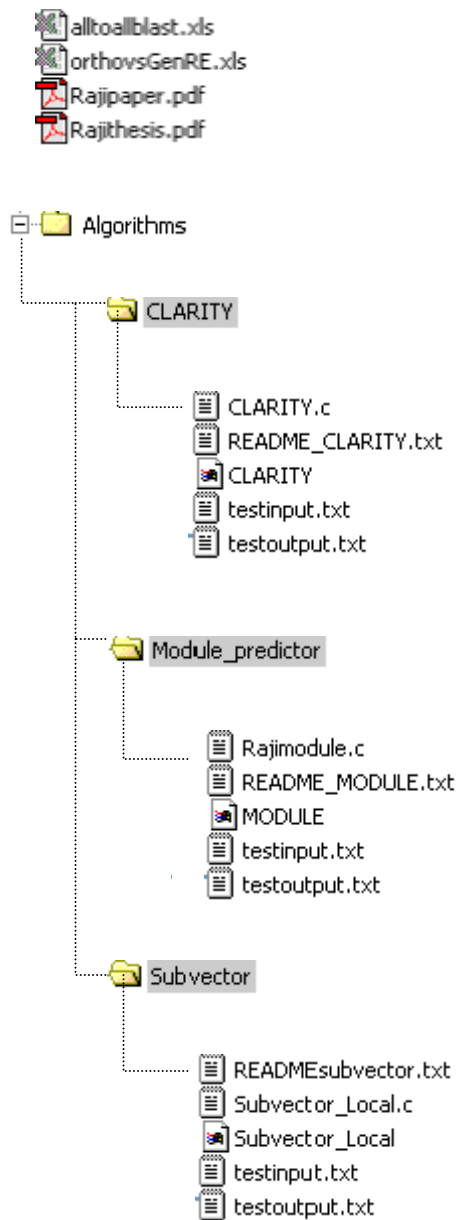 alltoallblast.xls
orthovsGenRE.xls
Rajipaper.pdf
Rajithesis.pdf
Algorithms
CLARITY
CLARITY.c
README_CLARITY.txt
CLARITY
testinput.txt
testoutput.txt
Module_predictor
Rajimodule.c
README_MODULE.txt
MODULE
testinput.txt
testoutput.txt
Subvector
READMEsubvector.txt
Subvector_Local.c
Subvector_Local
testinput.txt
testoutput.txt